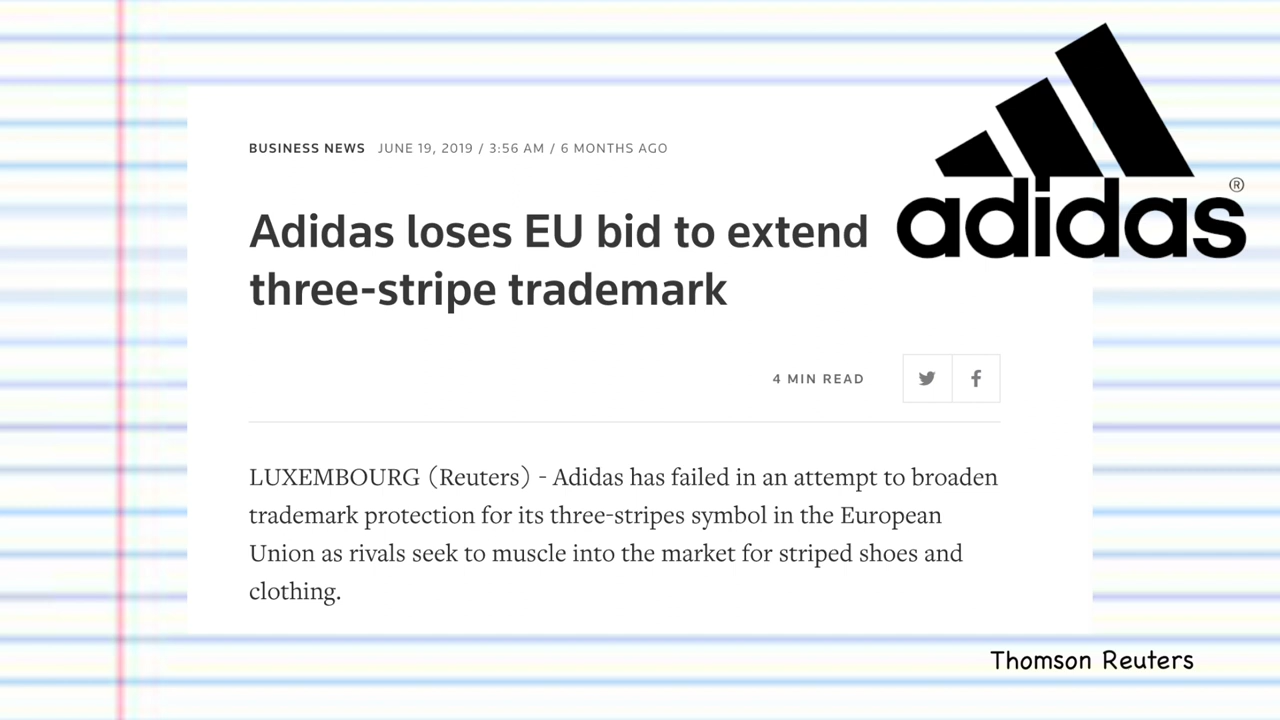 BUSINESS NEWS JUNE 19, 2019 / 3:56 AM / 6 MONTHS AGO
adidas®
Adidas loses EU bid to extend
three-stripe trademark
4 MIN READ
LUXEMBOURG (Reuters) - Adidas has failed in an attempt to broaden
trademark protection for its three-stripes symbol in the European
Union as rivals seek to muscle into the market for striped shoes and
clothing.
Thomson Reuters